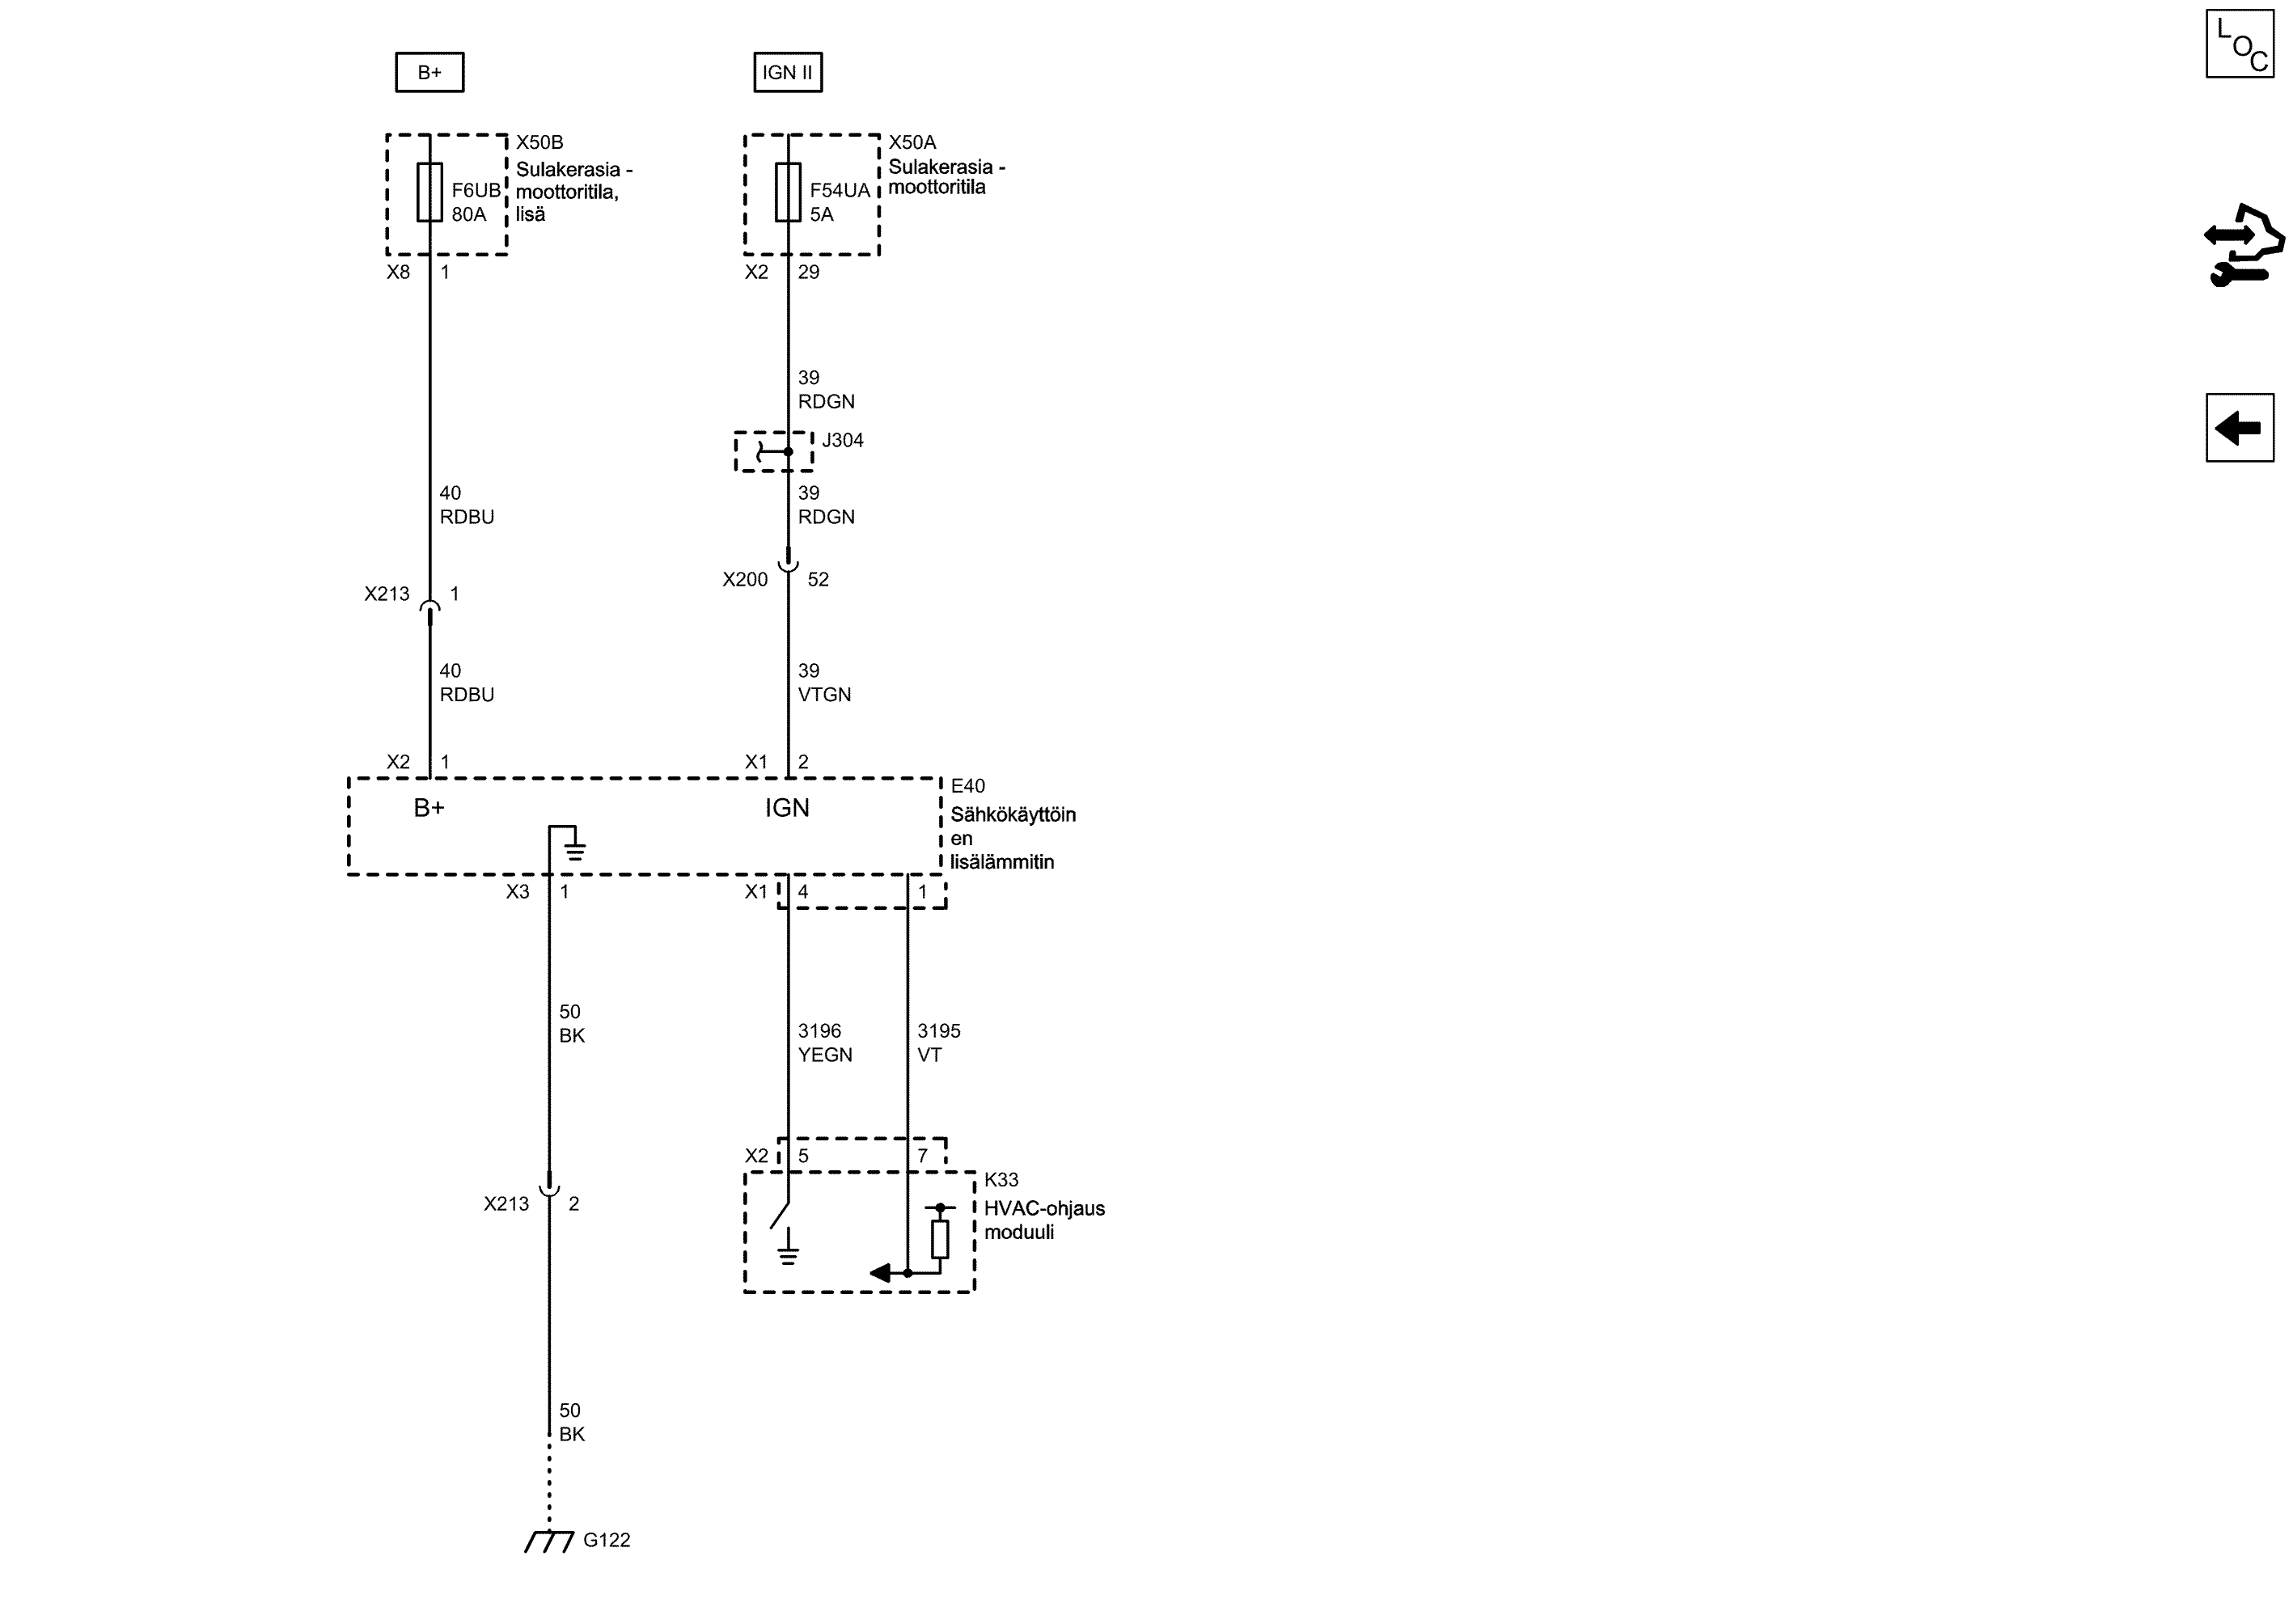 L
O
C
B+
IGN II
X50B
Sulakerasia -
moottoritila,
lisä
F6UB
80A
X50A
Sulakerasia -
moottoritila
F54UA
5A
X8 1
X2 29
39
RDGN
J304
40
RDBU
39
RDGN
X213 1
X200 52
40
RDBU
39
VTGN
X2 1
X1 2
B+
IGN
E40
Sähkökäyttöin
en
lisälämmitin
X3 1
X1 4 1
50
BK
3196
YEGN
3195
VT
X2 5 7
K33
HVAC-ohjaus
moduuli
X213 2
50
BK
G122